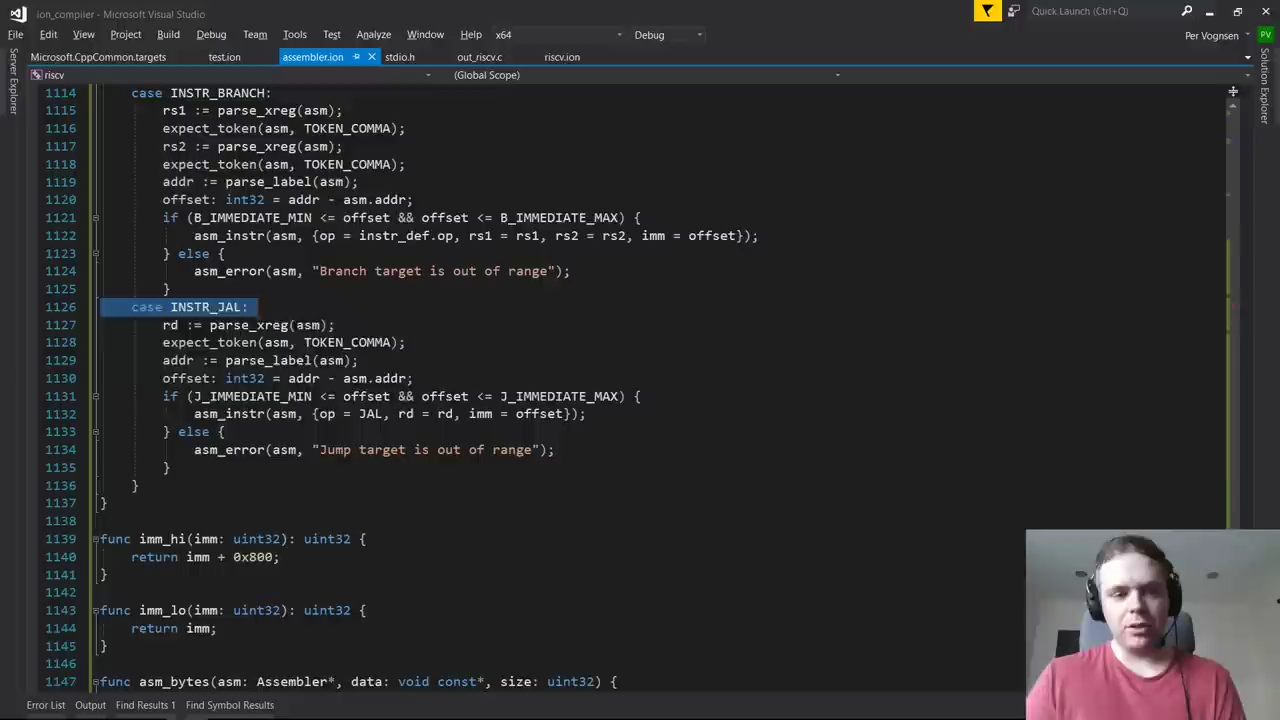 ion_compiler - Microsoft Visual Studio
Quick Launch (Ctrl+Q)
File Edit View Project Build Debug Team Tools Test Analyze Window Help x64 Debug Per Vognsen PV
Microsoft.CppCommon.targets test.ion assembler.ion stdio.h out_riscv.c riscv.ion
riscv (Global Scope)
Server Explorer
Solution Explorer
1114 case INSTR_BRANCH:
1115 rs1 := parse_xreg(asm);
1116 expect_token(asm, TOKEN_COMMA);
1117 rs2 := parse_xreg(asm);
1118 expect_token(asm, TOKEN_COMMA);
1119 addr := parse_label(asm);
1120 offset: int32 = addr - asm.addr;
1121 if (B_IMMEDIATE_MIN <= offset && offset <= B_IMMEDIATE_MAX) {
1122 asm_instr(asm, {op = instr_def.op, rs1 = rs1, rs2 = rs2, imm = offset});
1123 } else {
1124 asm_error(asm, "Branch target is out of range");
1125 }
1126 case INSTR_JAL:
1127 rd := parse_xreg(asm);
1128 expect_token(asm, TOKEN_COMMA);
1129 addr := parse_label(asm);
1130 offset: int32 = addr - asm.addr;
1131 if (J_IMMEDIATE_MIN <= offset && offset <= J_IMMEDIATE_MAX) {
1132 asm_instr(asm, {op = JAL, rd = rd, imm = offset});
1133 } else {
1134 asm_error(asm, "Jump target is out of range");
1135 }
1136 }
1137 }
1138
1139 func imm_hi(imm: uint32): uint32 {
1140 return imm + 0x800;
1141 }
1142
1143 func imm_lo(imm: uint32): uint32 {
1144 return imm;
1145 }
1146
1147 func asm_bytes(asm: Assembler*, data: void const*, size: uint32) {
Error List Output Find Results 1 Find Symbol Results